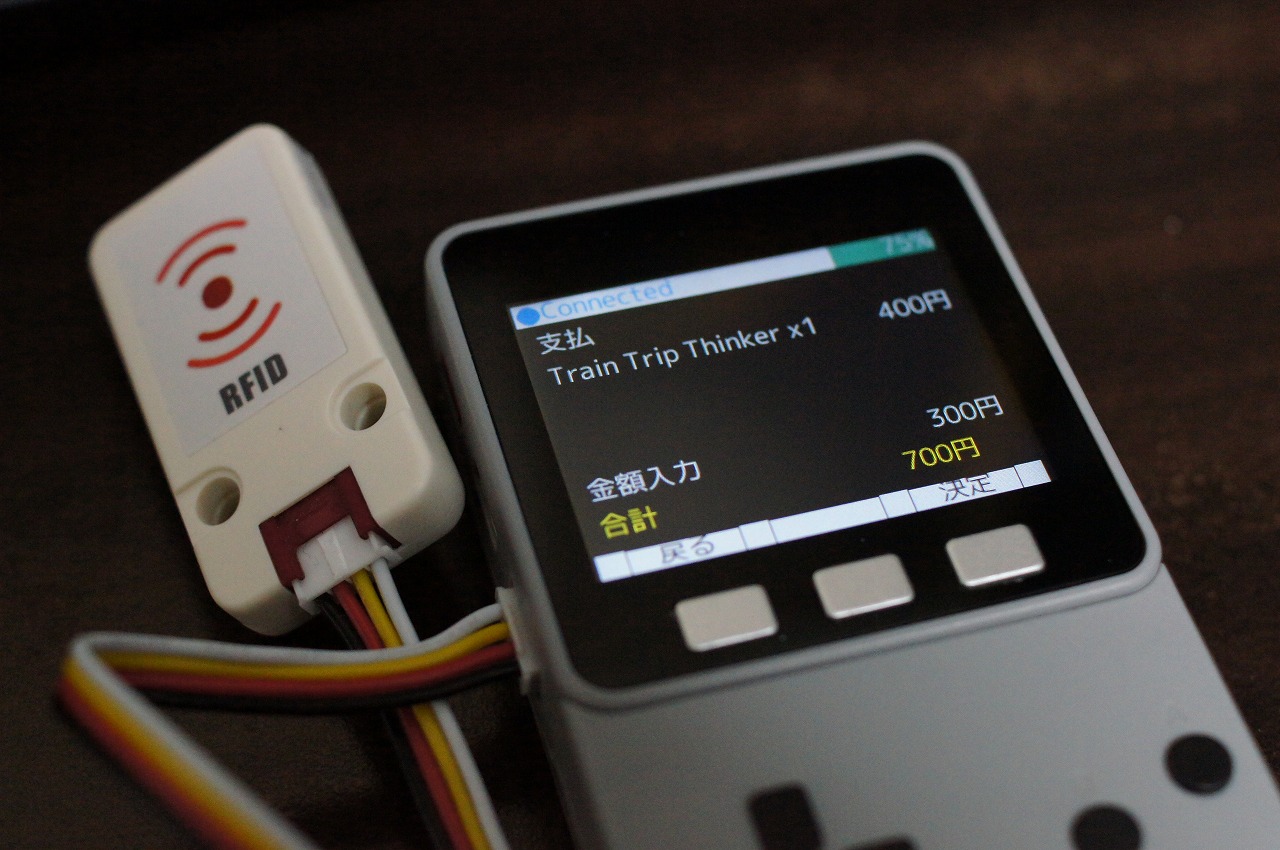 RFID
Connected 75%
支払 400円
Train Trip Thinker x1
金額入力 300円
合計 700円
戻る 決定